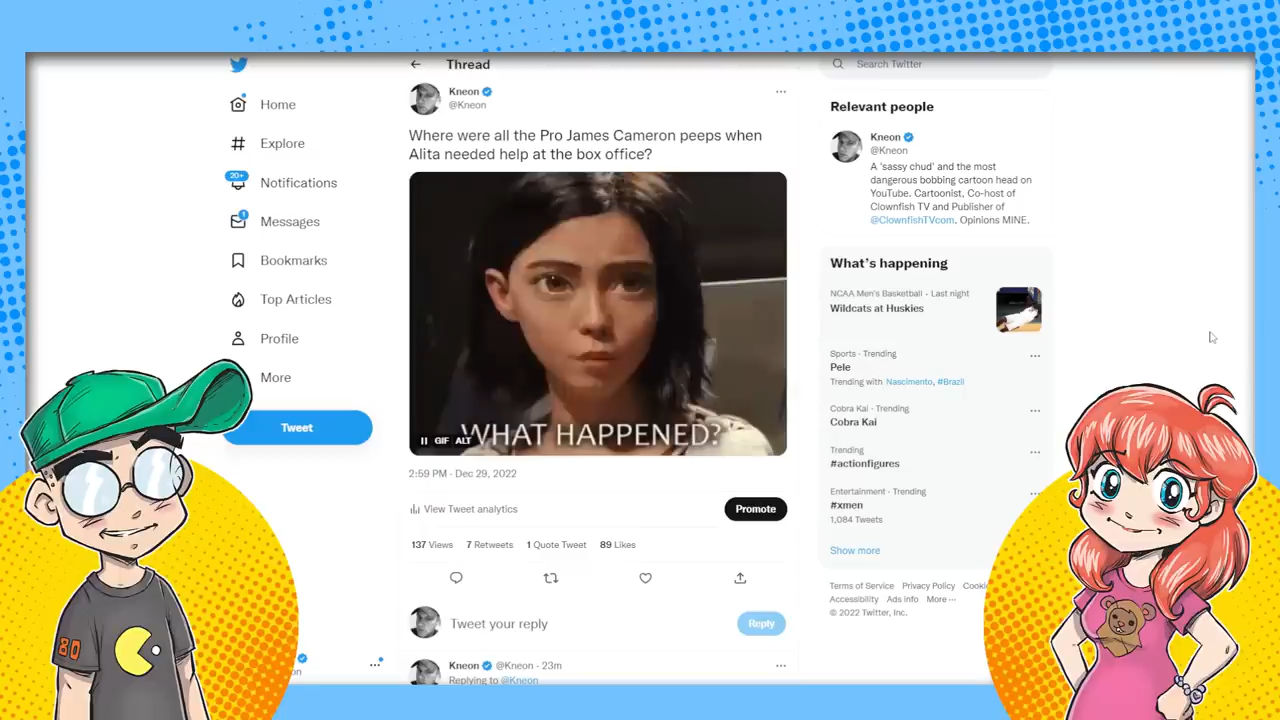 Thread
Search Twitter
Home
Explore
20+
Notifications
1
Messages
Bookmarks
Top Articles
Profile
More
Tweet
Kneon
@Kneon
Where were all the Pro James Cameron peeps when
Alita needed help at the box office?
GIF ALT
WHAT HAPPENED?
2:59 PM · Dec 29, 2022
View Tweet analytics
Promote
137 Views 7 Retweets 1 Quote Tweet 89 Likes
Tweet your reply
Reply
Kneon @Kneon · 23m
Replying to @Kneon
Relevant people
Kneon
@Kneon
A 'sassy chud' and the most
dangerous bobbing cartoon head on
YouTube. Cartoonist, Co-host of
Clownfish TV and Publisher of
@ClownfishTVcom. Opinions MINE.
What's happening
NCAA Men's Basketball · Last night
Wildcats at Huskies
Sports · Trending
Pele
Trending with Nascimento, #Brazil
Cobra Kai · Trending
Cobra Kai
Trending
#actionfigures
Entertainment · Trending
#xmen
1,084 Tweets
Show more
Terms of Service Privacy Policy Cookie
Accessibility Ads info More ···
© 2022 Twitter, Inc.
80